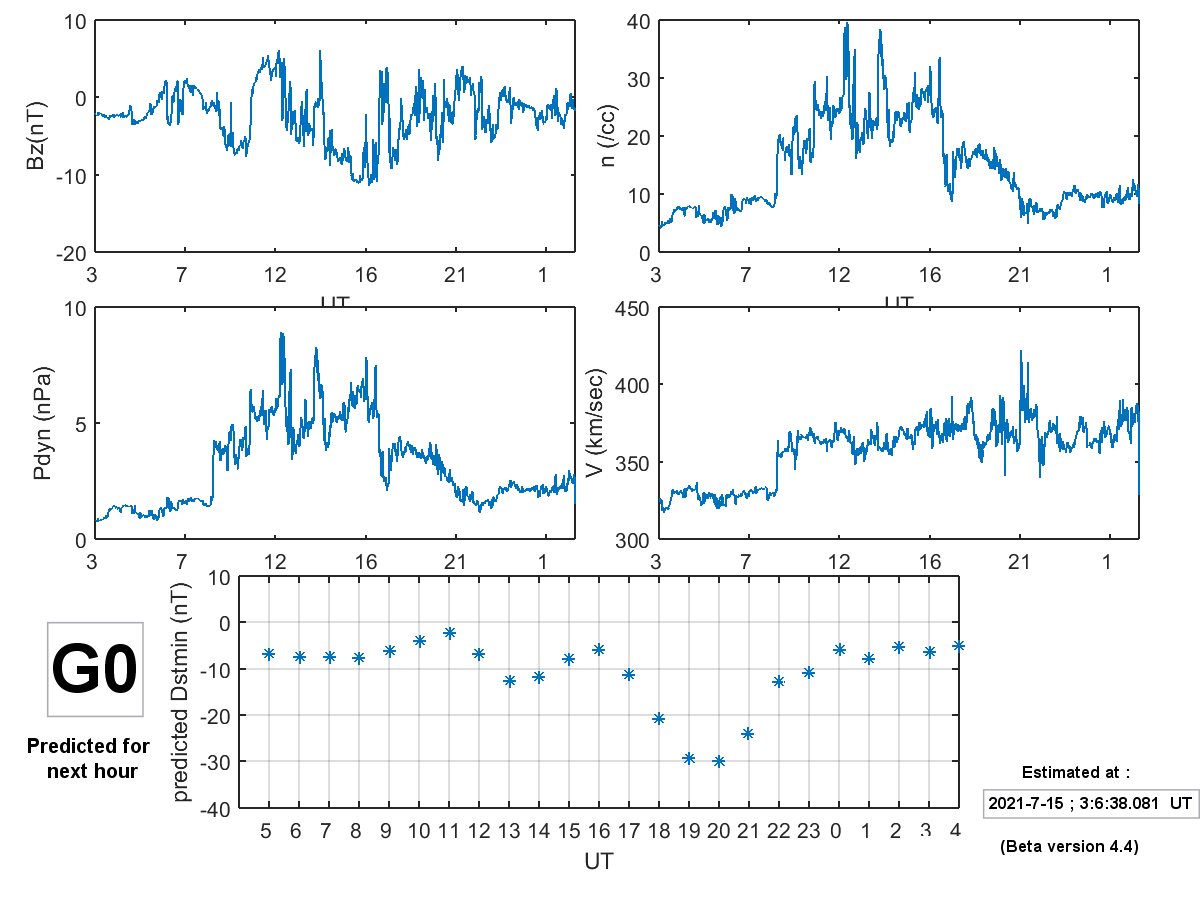 10
0
-10
-20
Bz(nT)
3 7 12 16 21 1
UT
40
30
20
10
0
n (/cc)
3 7 12 16 21 1
UT
10
5
0
Pdyn (nPa)
3 7 12 16 21 1
450
400
350
300
V (km/sec)
3 7 12 16 21 1
G0
Predicted for
next hour
10
0
-10
-20
-30
-40
predicted Dstmin (nT)
5 6 7 8 9 10 11 12 13 14 15 16 17 18 19 20 21 22 23 0 1 2 3 4
UT
Estimated at :
2021-7-15 ; 3:6:38.081 UT
(Beta version 4.4)